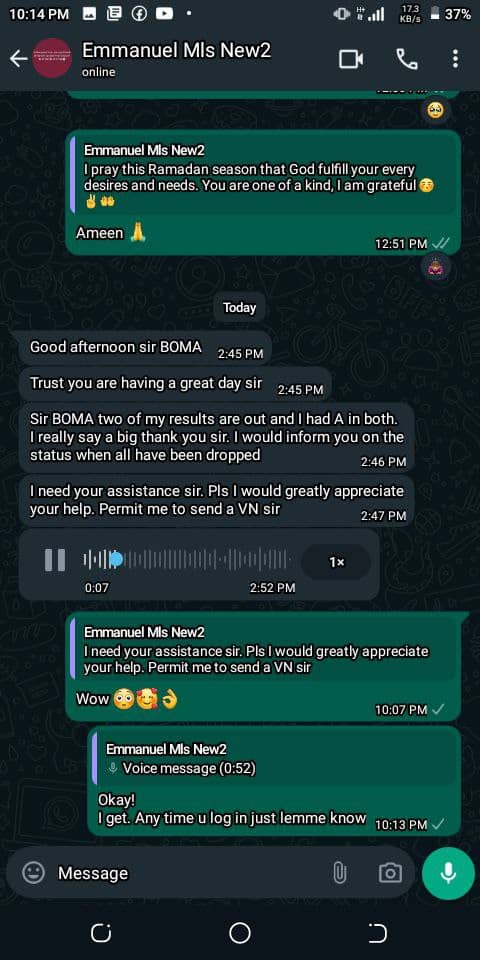 10:14 PM
17.3
KB/s
H+
37%
Emmanuel Mls New2
online
Emmanuel Mls New2
I pray this Ramadan season that God fulfill your every
desires and needs. You are one of a kind, I am grateful☺️
✌️🤲
Ameen 🙏
12:51 PM
Today
Good afternoon sir BOMA
2:45 PM
Trust you are having a great day sir
2:45 PM
Sir BOMA two of my results are out and I had A in both.
I really say a big thank you sir. I would inform you on the
status when all have been dropped
2:46 PM
I need your assistance sir. Pls I would greatly appreciate
your help. Permit me to send a VN sir
2:47 PM
1×
0:07
2:52 PM
Emmanuel Mls New2
I need your assistance sir. Pls I would greatly appreciate
your help. Permit me to send a VN sir
Wow 😳🥰👌
10:07 PM
Emmanuel Mls New2
Voice message (0:52)
Okay!
I get. Any time u log in just lemme know
10:13 PM
Message